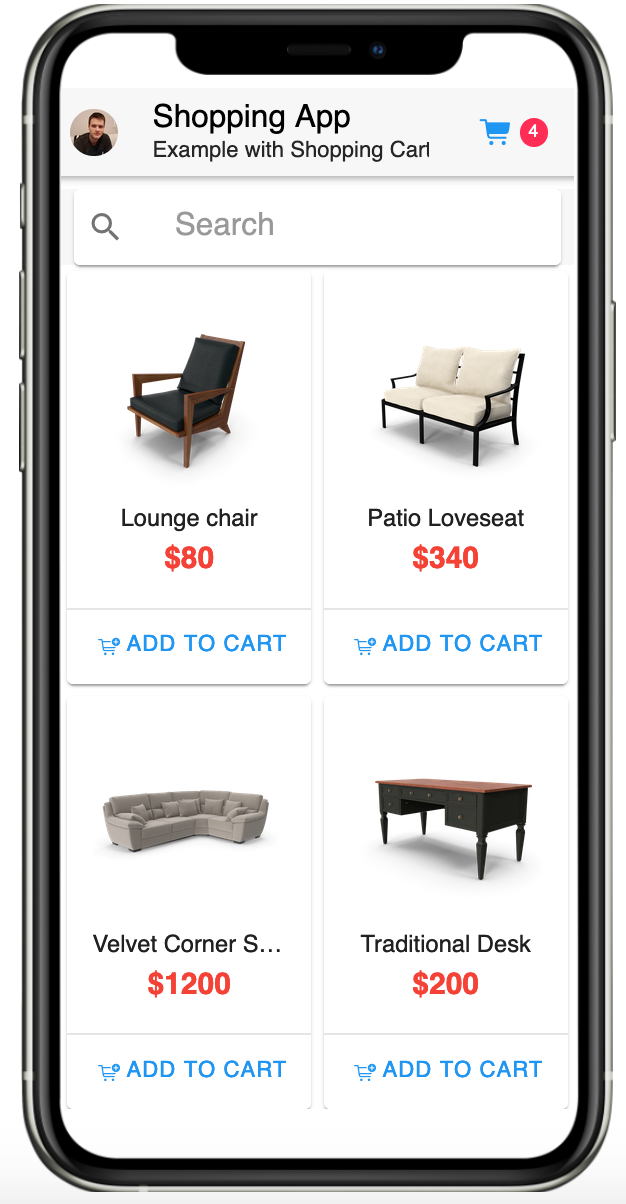 Shopping App
Example with Shopping Cart
4
Search
Lounge chair
$80
ADD TO CART
Patio Loveseat
$340
ADD TO CART
Velvet Corner S...
$1200
ADD TO CART
Traditional Desk
$200
ADD TO CART